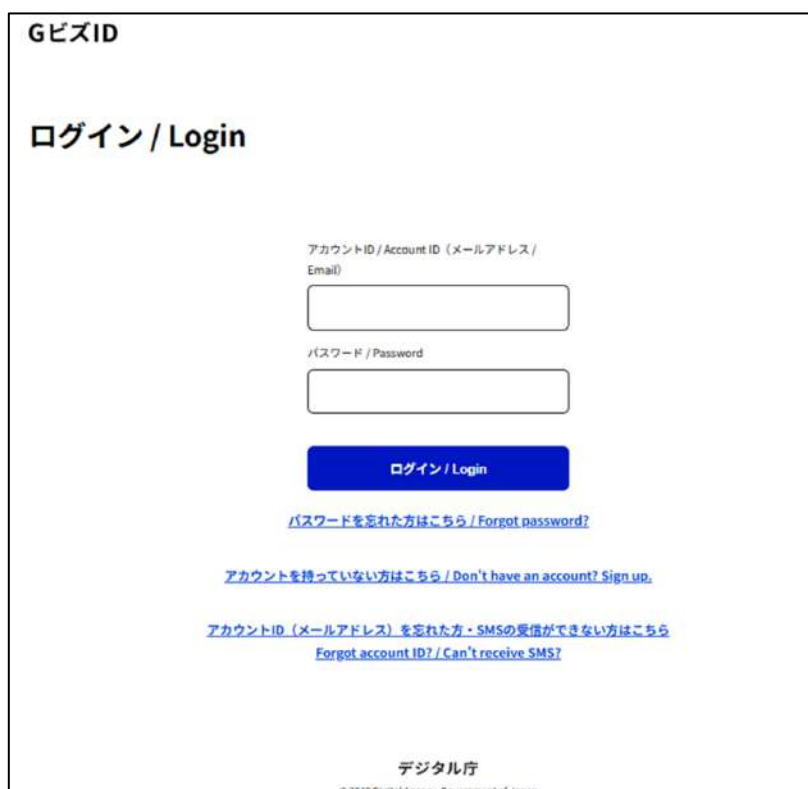 GビズID
ログイン / Login
アカウントID / Account ID（メールアドレス /
Email）
パスワード / Password
ログイン / Login
パスワードを忘れた方はこちら / Forgot password?
アカウントを持っていない方はこちら / Don't have an account? Sign up.
アカウントID（メールアドレス）を忘れた方・SMSの受信ができない方はこちら
Forgot account ID? / Can't receive SMS?
デジタル庁